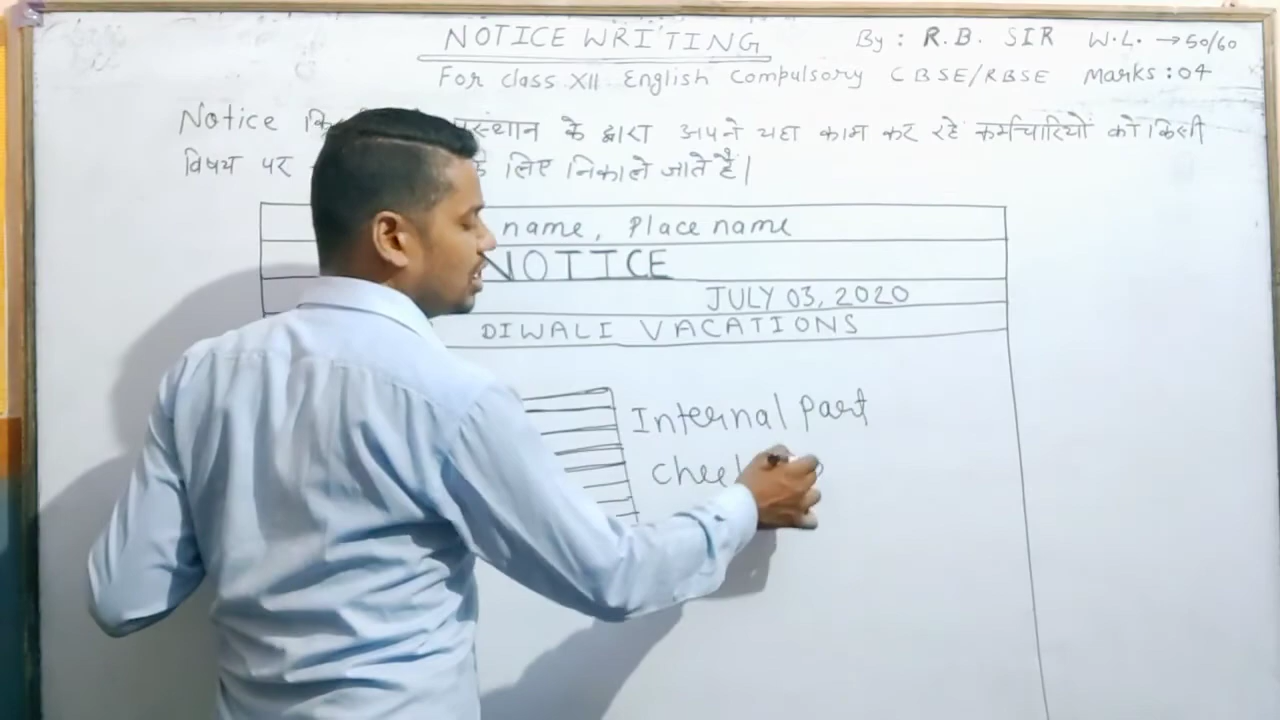 NOTICE WRITING By : R.B. SIR W.L. → 50/60
For class XII English Compulsory CBSE/RBSE Marks : 04
Notice के द्वारा अपने यहा काम कर रहे कर्मचारियों को किसी
विषय पर लिए निकाले जाते है।
name, Place name
NOTICE
JULY 03, 2020
DIWALI VACATIONS
Internal Part